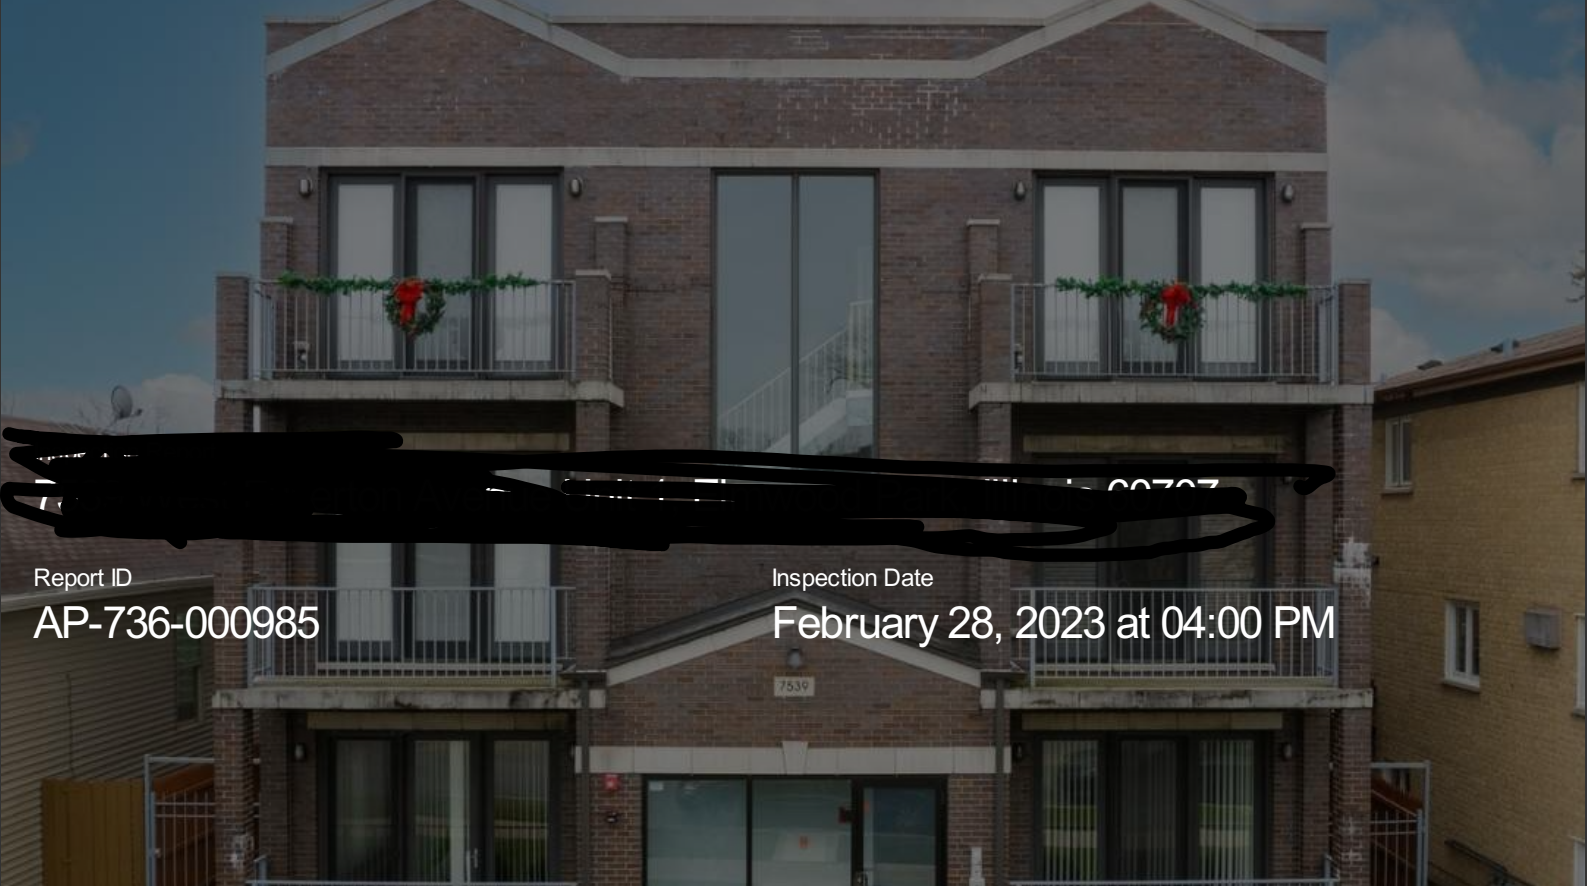 Report ID Inspection Date
AP-736-000985 February 28, 2023 at 04:00 PM
7539